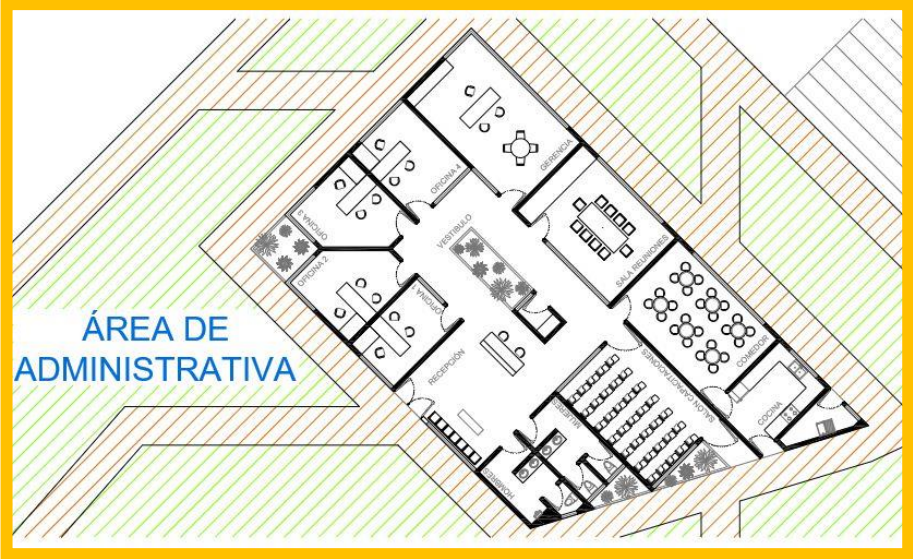 ÁREA DE
ADMINISTRATIVA
GERENCIA
OFICINA 4
OFICINA 3
VESTIBULO
SALA REUNIONES
OFICINA 2
OFICINA 1
RECEPCIÓN
COMEDOR
SALÓN CAPACITACIONES
MUJERES
COCINA
HOMBRES